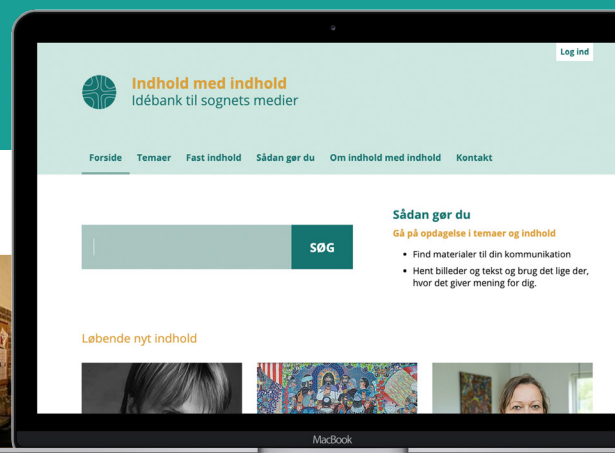 Log ind
Indhold med indhold
Idébank til sognets medier
Forside Temaer Fast indhold Sådan gør du Om indhold med indhold Kontakt
SØG
Sådan gør du
Gå på opdagelse i temaer og indhold
• Find materialer til din kommunikation
• Hent billeder og tekst og brug det lige der,
hvor det giver mening for dig.
Løbende nyt indhold
MacBook